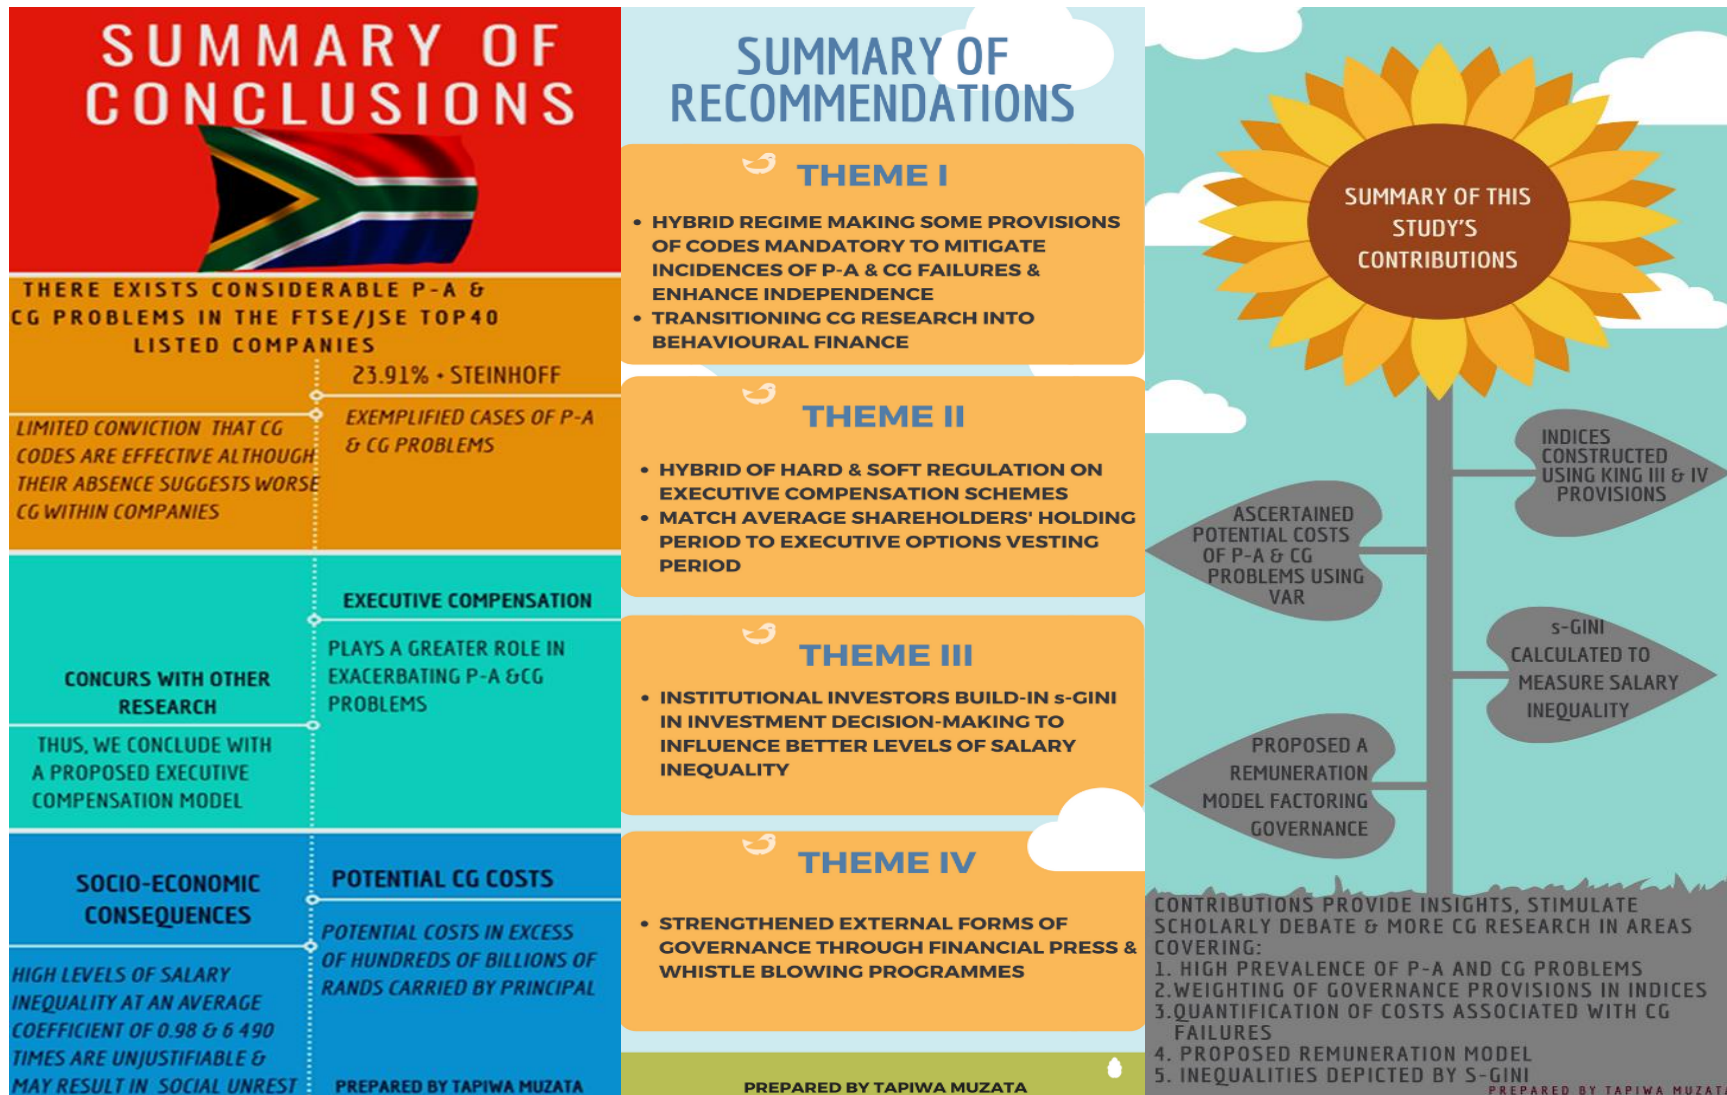 SUMMARY OF
CONCLUSIONS
THERE EXISTS CONSIDERABLE P-A &
CG PROBLEMS IN THE FTSE/JSE TOP40
LISTED COMPANIES
23.91% + STEINHOFF
EXEMPLIFIED CASES OF P-A
& CG PROBLEMS
LIMITED CONVICTION THAT CG
CODES ARE EFFECTIVE ALTHOUGH
THEIR ABSENCE SUGGESTS WORSE
CG WITHIN COMPANIES
EXECUTIVE COMPENSATION
PLAYS A GREATER ROLE IN
EXACERBATING P-A &CG
PROBLEMS
CONCURS WITH OTHER
RESEARCH
THUS, WE CONCLUDE WITH
A PROPOSED EXECUTIVE
COMPENSATION MODEL
POTENTIAL CG COSTS
POTENTIAL COSTS IN EXCESS
OF HUNDREDS OF BILLIONS OF
RANDS CARRIED BY PRINCIPAL
SOCIO-ECONOMIC
CONSEQUENCES
HIGH LEVELS OF SALARY
INEQUALITY AT AN AVERAGE
COEFFICIENT OF 0.98 & 6 490
TIMES ARE UNJUSTIFIABLE &
MAY RESULT IN SOCIAL UNREST
PREPARED BY TAPIWA MUZATA
SUMMARY OF
RECOMMENDATIONS
THEME I
• HYBRID REGIME MAKING SOME PROVISIONS
OF CODES MANDATORY TO MITIGATE
INCIDENCES OF P-A & CG FAILURES &
ENHANCE INDEPENDENCE
• TRANSITIONING CG RESEARCH INTO
BEHAVIOURAL FINANCE
THEME II
• HYBRID OF HARD & SOFT REGULATION ON
EXECUTIVE COMPENSATION SCHEMES
• MATCH AVERAGE SHAREHOLDERS' HOLDING
PERIOD TO EXECUTIVE OPTIONS VESTING
PERIOD
THEME III
• INSTITUTIONAL INVESTORS BUILD-IN s-GINI
IN INVESTMENT DECISION-MAKING TO
INFLUENCE BETTER LEVELS OF SALARY
INEQUALITY
THEME IV
• STRENGTHENED EXTERNAL FORMS OF
GOVERNANCE THROUGH FINANCIAL PRESS &
WHISTLE BLOWING PROGRAMMES
PREPARED BY TAPIWA MUZATA
SUMMARY OF THIS
STUDY'S
CONTRIBUTIONS
INDICES
CONSTRUCTED
USING KING III & IV
PROVISIONS
ASCERTAINED
POTENTIAL COSTS
OF P-A & CG
PROBLEMS USING
VAR
s-GINI
CALCULATED TO
MEASURE SALARY
INEQUALITY
PROPOSED A
REMUNERATION
MODEL FACTORING
GOVERNANCE
CONTRIBUTIONS PROVIDE INSIGHTS, STIMULATE
SCHOLARLY DEBATE & MORE CG RESEARCH IN AREAS
COVERING:
1. HIGH PREVALENCE OF P-A AND CG PROBLEMS
2.WEIGHTING OF GOVERNANCE PROVISIONS IN INDICES
3.QUANTIFICATION OF COSTS ASSOCIATED WITH CG
FAILURES
4. PROPOSED REMUNERATION MODEL
5. INEQUALITIES DEPICTED BY S-GINI
PREPARED BY TAPIWA MUZATA